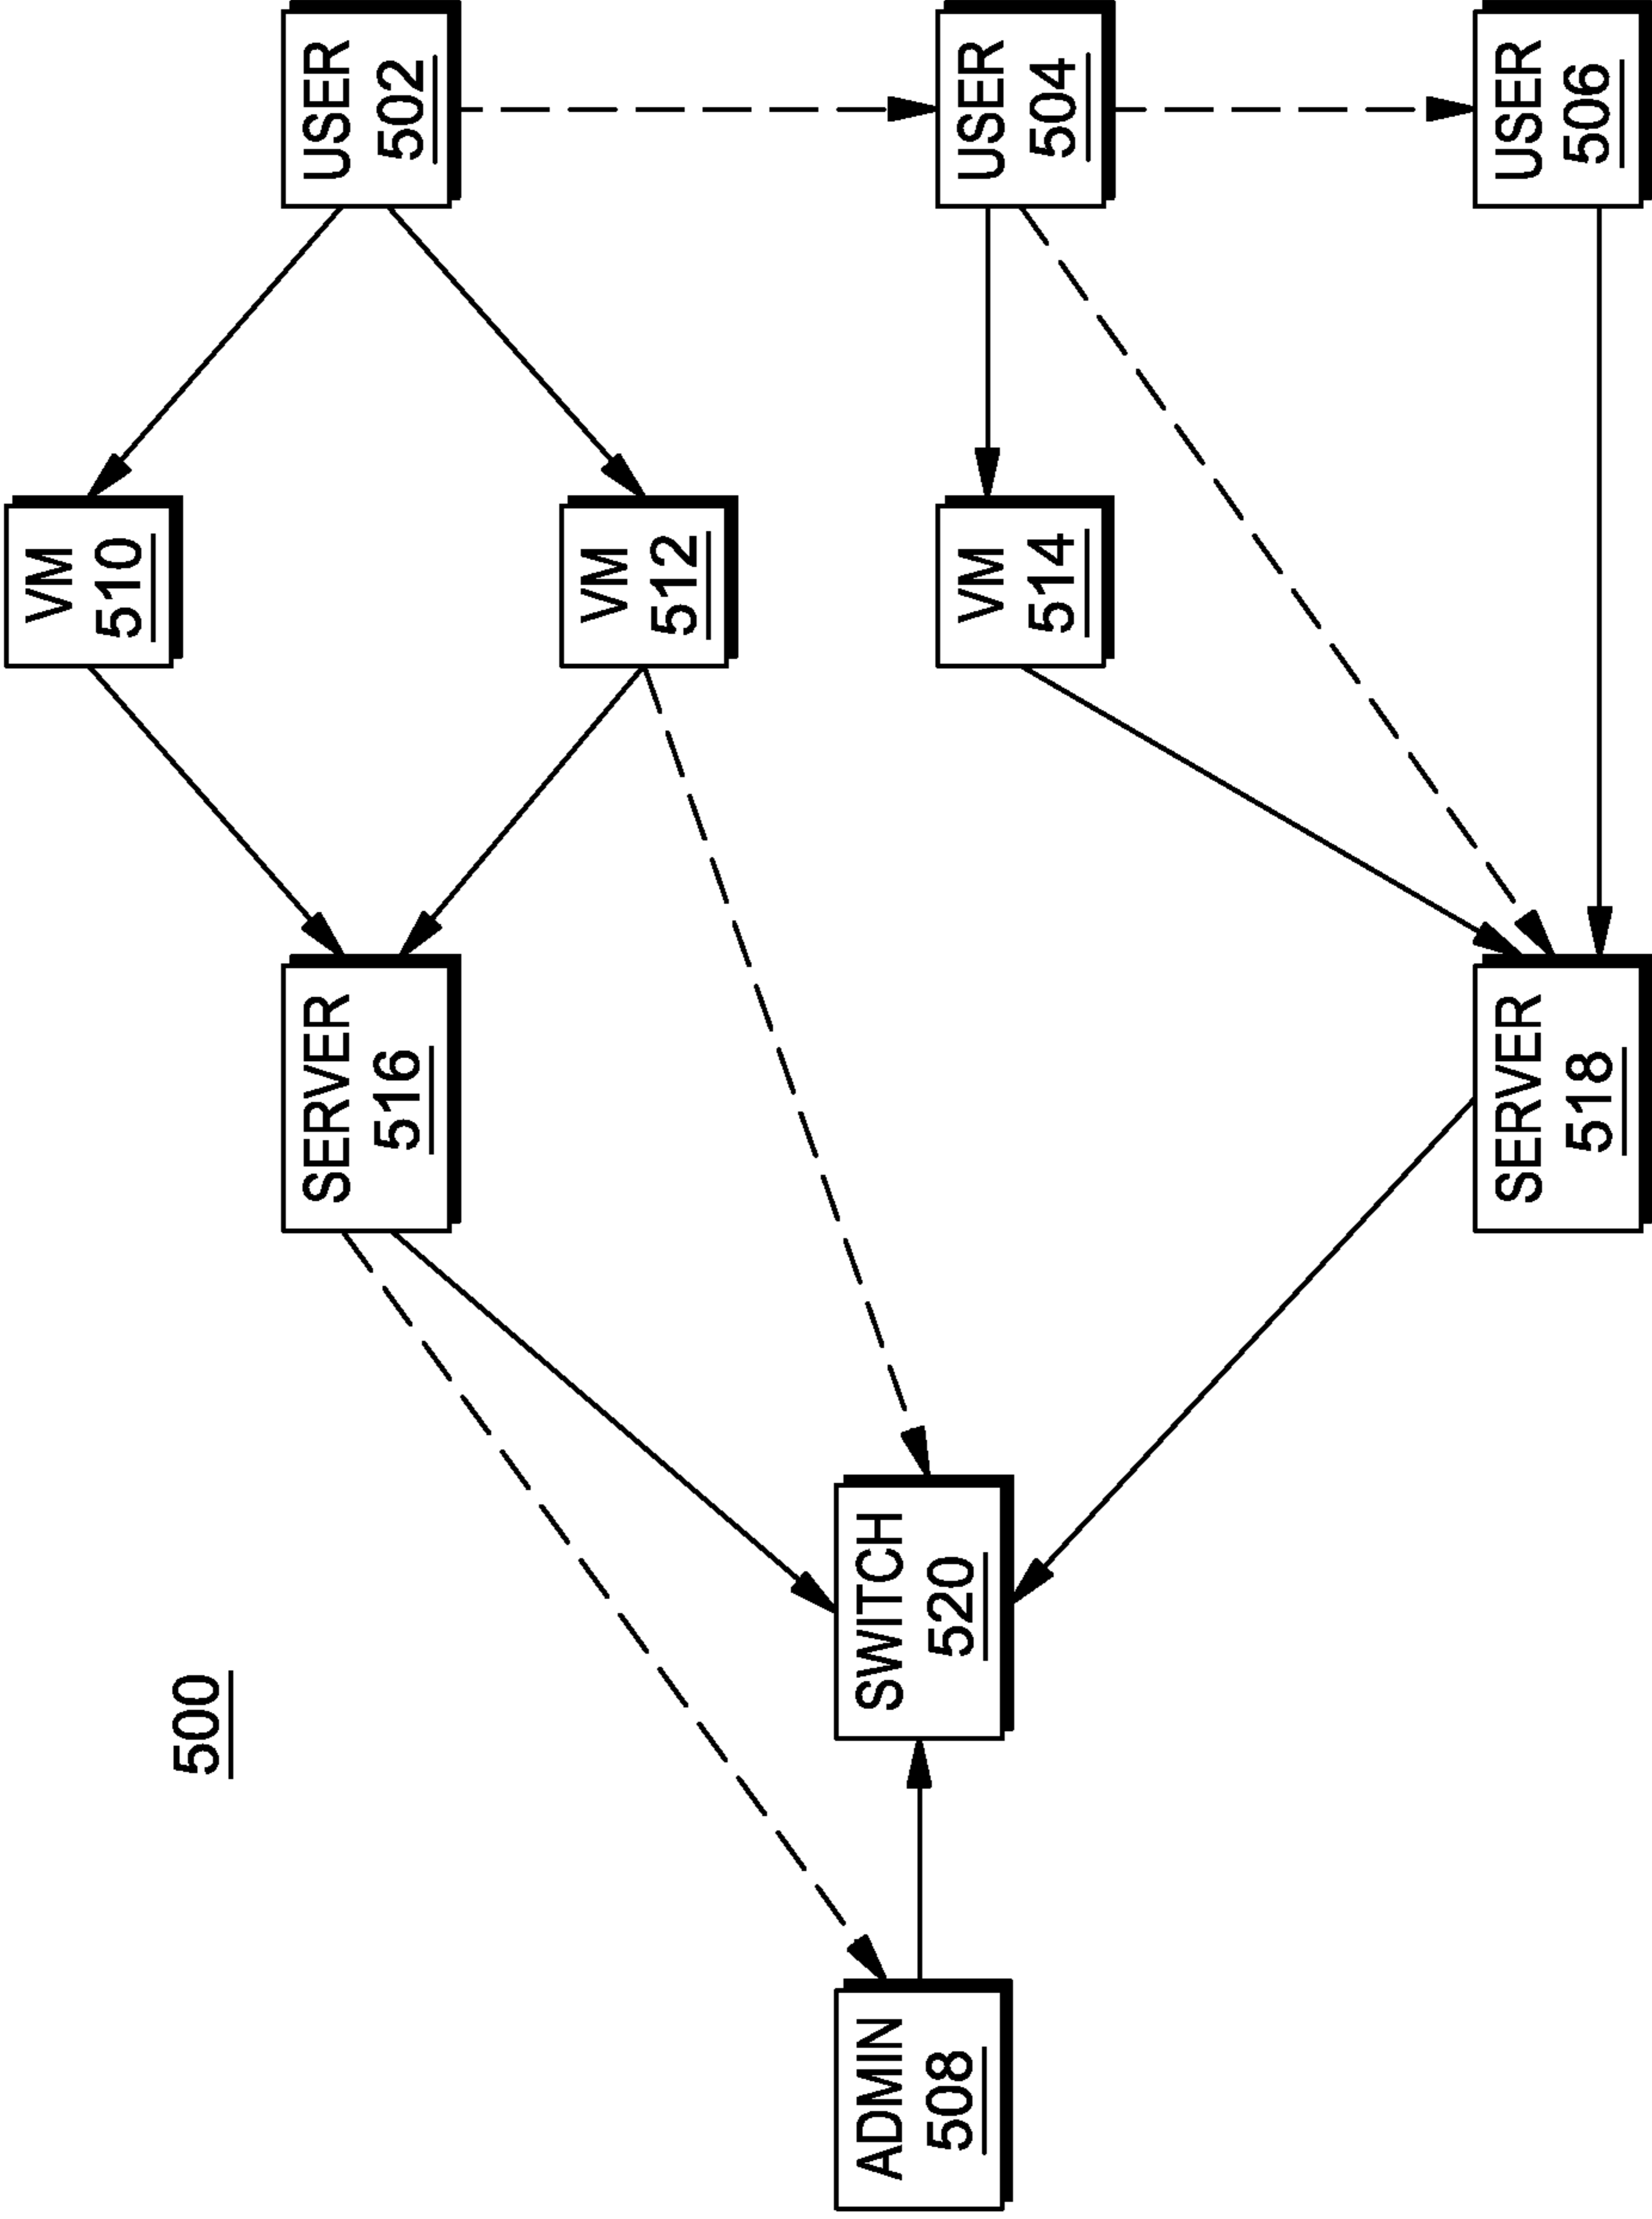 500
USER
502
USER
504
USER
506
VM
510
VM
512
VM
514
SERVER
516
SERVER
518
SWITCH
520
ADMIN
508